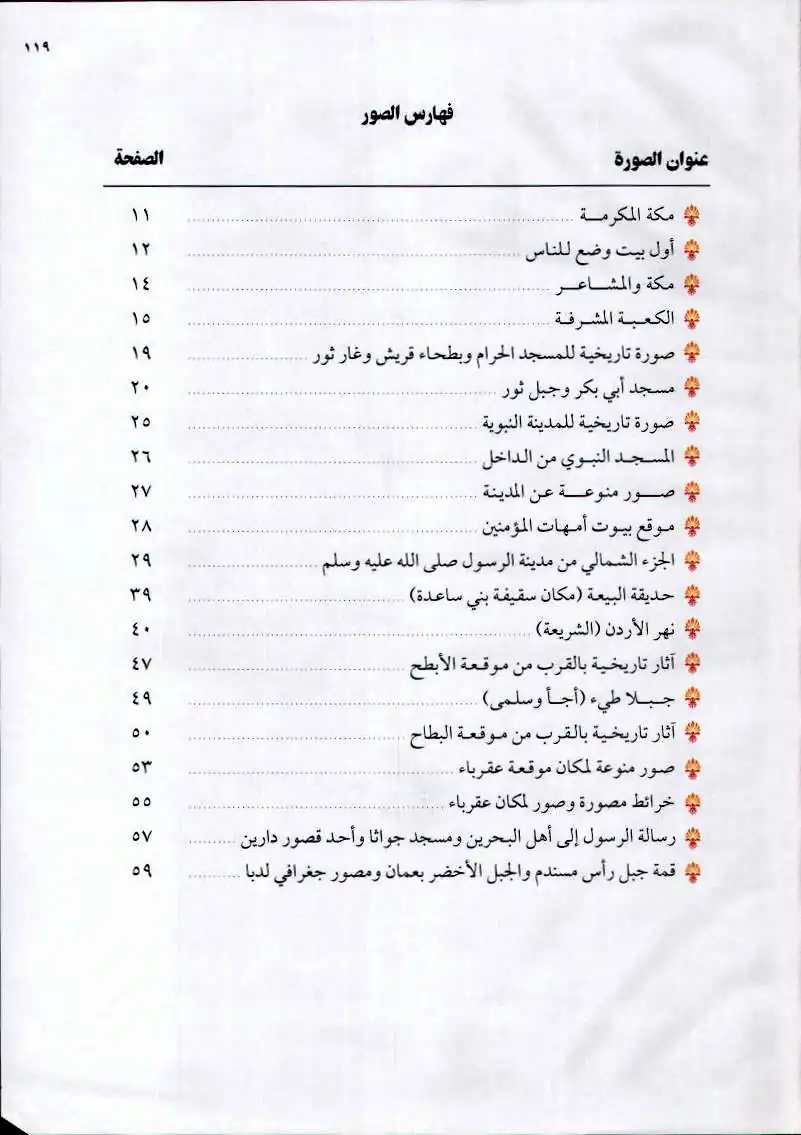 ١١٩
فهارس الصور
عنوان الصورة الصفحة
مكة المكرمة ١١
أول بيت وضع للناس ١٢
مكة والمشاعر ١٤
الكعبة المشرفة ١٥
صورة تاريخية للمسجد الحرام وبطحاء قريش وغار ثور ١٩
مسجد أبي بكر وجبل ثور ٢٠
صورة تاريخية للمدينة النبوية ٢٥
المسجد النبوي من الداخل ٢٦
صور منوعة عن المدينة ٢٧
موقع بيوت أمهات المؤمنين ٢٨
الجزء الشمالي من مدينة الرسول صلى الله عليه وسلم ٢٩
حديقة البيعة (مكان سقيفة بني ساعدة) ٣٩
نهر الأردن (الشريعة) ٤٠
آثار تاريخية بالقرب من موقعة الأبطح ٤٧
جبلا طيء (أجأ وسلمى) ٤٩
آثار تاريخية بالقرب من موقعة البطاح ٥٠
صور منوعة لمكان موقعة عقرباء ٥٣
خرائط مصورة وصور لمكان عقرباء ٥٥
رسالة الرسول إلى أهل البحرين ومسجد جواثا وأحد قصور دارين ٥٧
قمة جبل رأس مسندم والجبل الأخضر بعمان ومصور جغرافي لدبا ٥٩